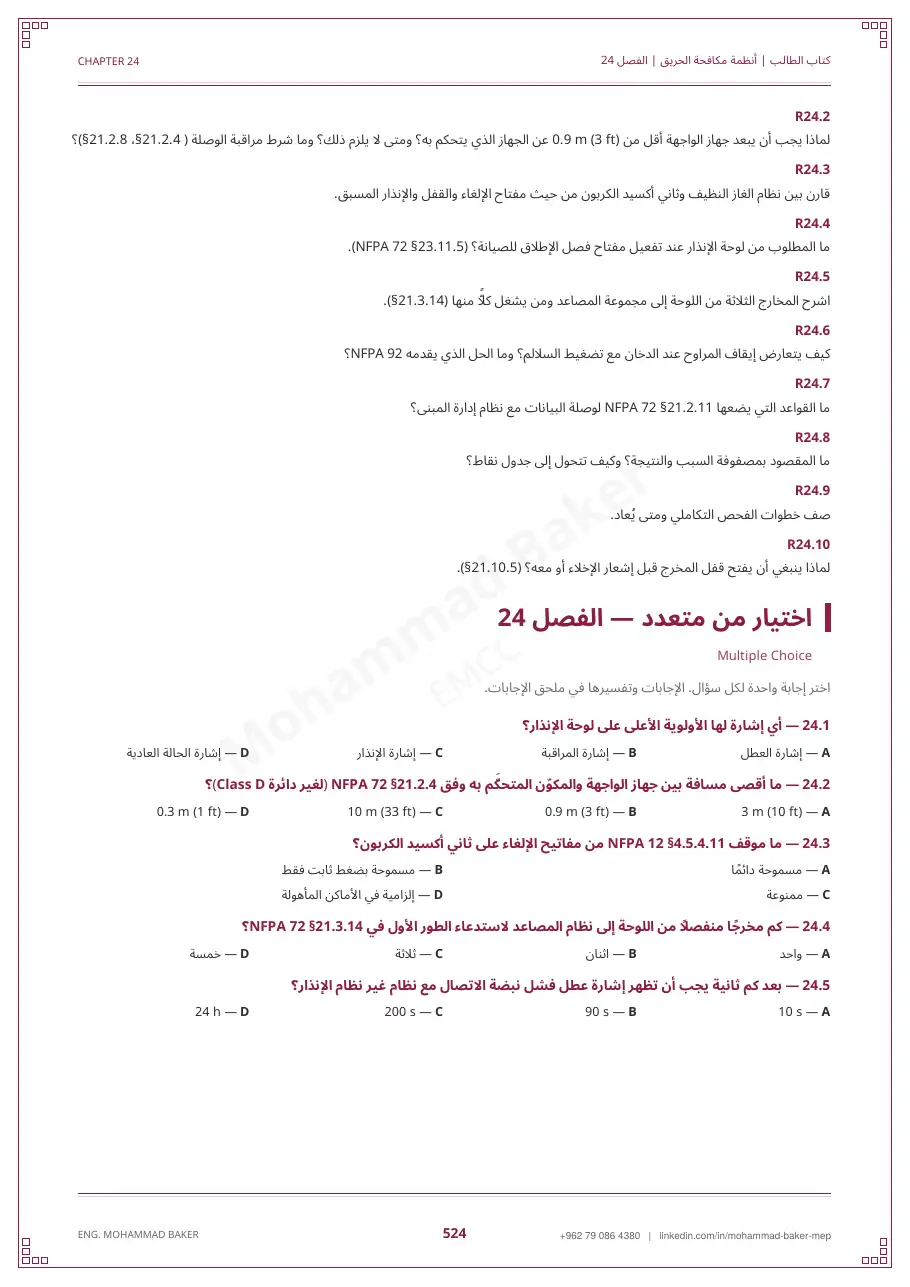 كتاب الطالب | أنظمة مكافحة الحريق | الفصل 24
CHAPTER 24
R24.2
لماذا يجب أن يبعد جهاز الواجهة أقل من 0.9 m (3 ft) عن الجهاز الذي يتحكم به؟ ومتى لا يلزم ذلك؟ وما شرط مراقبة الوصلة ( §21.2.4، §21.2.8)؟
R24.3
قارن بين نظام الغاز النظيف وثاني أكسيد الكربون من حيث مفتاح الإلغاء والقفل والإنذار المسبق.
R24.4
ما المطلوب من لوحة الإنذار عند تفعيل مفتاح فصل الإطلاق للصيانة؟ (NFPA 72 §23.11.5).
R24.5
اشرح المخارج الثلاثة من اللوحة إلى مجموعة المصاعد ومن يشغل كلًّا منها (§21.3.14).
R24.6
كيف يتعارض إيقاف المراوح عند الدخان مع تضغيط السلالم؟ وما الحل الذي يقدمه NFPA 92؟
R24.7
ما القواعد التي يضعها NFPA 72 §21.2.11 لوصلة البيانات مع نظام إدارة المبنى؟
R24.8
ما المقصود بمصفوفة السبب والنتيجة؟ وكيف تتحول إلى جدول نقاط؟
R24.9
صف خطوات الفحص التكاملي ومتى يُعاد.
R24.10
لماذا ينبغي أن يفتح قفل المخرج قبل إشعار الإخلاء أو معه؟ (§21.10.5).
اختيار من متعدد — الفصل 24
Multiple Choice
اختر إجابة واحدة لكل سؤال. الإجابات وتفسيرها في ملحق الإجابات.
24.1 — أي إشارة لها الأولوية الأعلى على لوحة الإنذار؟
A — إشارة العطل B — إشارة المراقبة C — إشارة الإنذار D — إشارة الحالة العادية
24.2 — ما أقصى مسافة بين جهاز الواجهة والمكوّن المتحكَّم به وفق NFPA 72 §21.2.4 (لغير دائرة Class D)؟
A — 3 m (10 ft) B — 0.9 m (3 ft) C — 10 m (33 ft) D — 0.3 m (1 ft)
24.3 — ما موقف NFPA 12 §4.5.4.11 من مفاتيح الإلغاء على ثاني أكسيد الكربون؟
A — مسموحة دائمًا B — مسموحة بضغط ثابت فقط
C — ممنوعة D — إلزامية في الأماكن المأهولة
24.4 — كم مخرجًا منفصلًا من اللوحة إلى نظام المصاعد لاستدعاء الطور الأول في NFPA 72 §21.3.14؟
A — واحد B — اثنان C — ثلاثة D — خمسة
24.5 — بعد كم ثانية يجب أن تظهر إشارة عطل فشل نبضة الاتصال مع نظام غير نظام الإنذار؟
A — 10 s B — 90 s C — 200 s D — 24 h
Mohammad Baker
EMCC
ENG. MOHAMMAD BAKER
524
+962 79 086 4380 | linkedin.com/in/mohammad-baker-mep